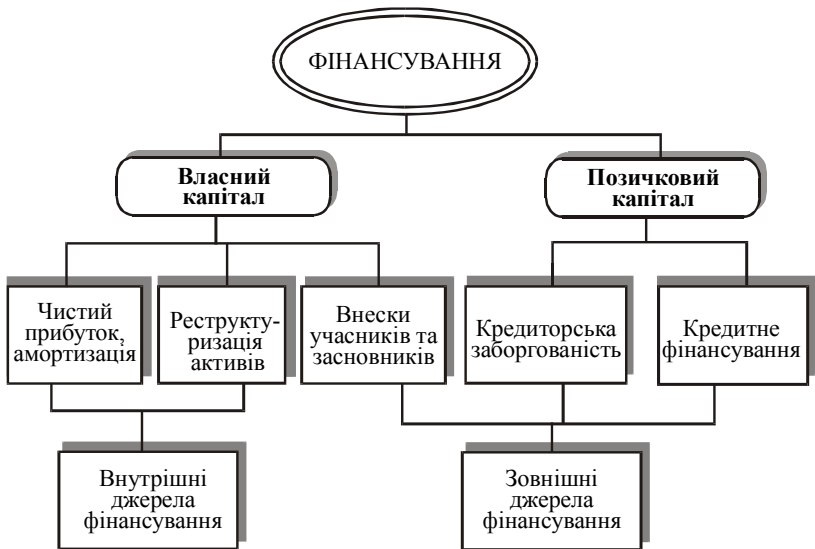 ФІНАНСУВАННЯ
Власний
капітал
Позичковий
капітал
Чистий
прибуток,
амортизація
Реструкту-
ризація
активів
Внески
учасників та
засновників
Кредиторська
заборгованість
Кредитне
фінансування
Внутрішні
джерела
фінансування
Зовнішні
джерела
фінансування